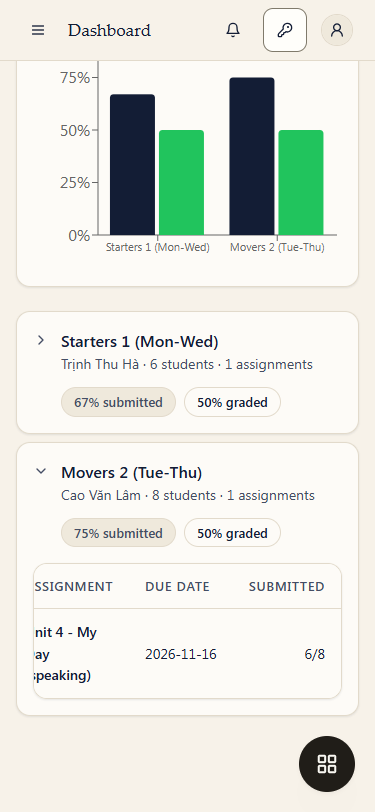 Dashboard
75%
50%
25%
0%
Starters 1 (Mon-Wed) Movers 2 (Tue-Thu)
Starters 1 (Mon-Wed)
Trịnh Thu Hà · 6 students · 1 assignments
67% submitted 50% graded
Movers 2 (Tue-Thu)
Cao Văn Lâm · 8 students · 1 assignments
75% submitted 50% graded
SSIGNMENT DUE DATE SUBMITTED
nit 4 - My
ay 2026-11-16 6/8
speaking)